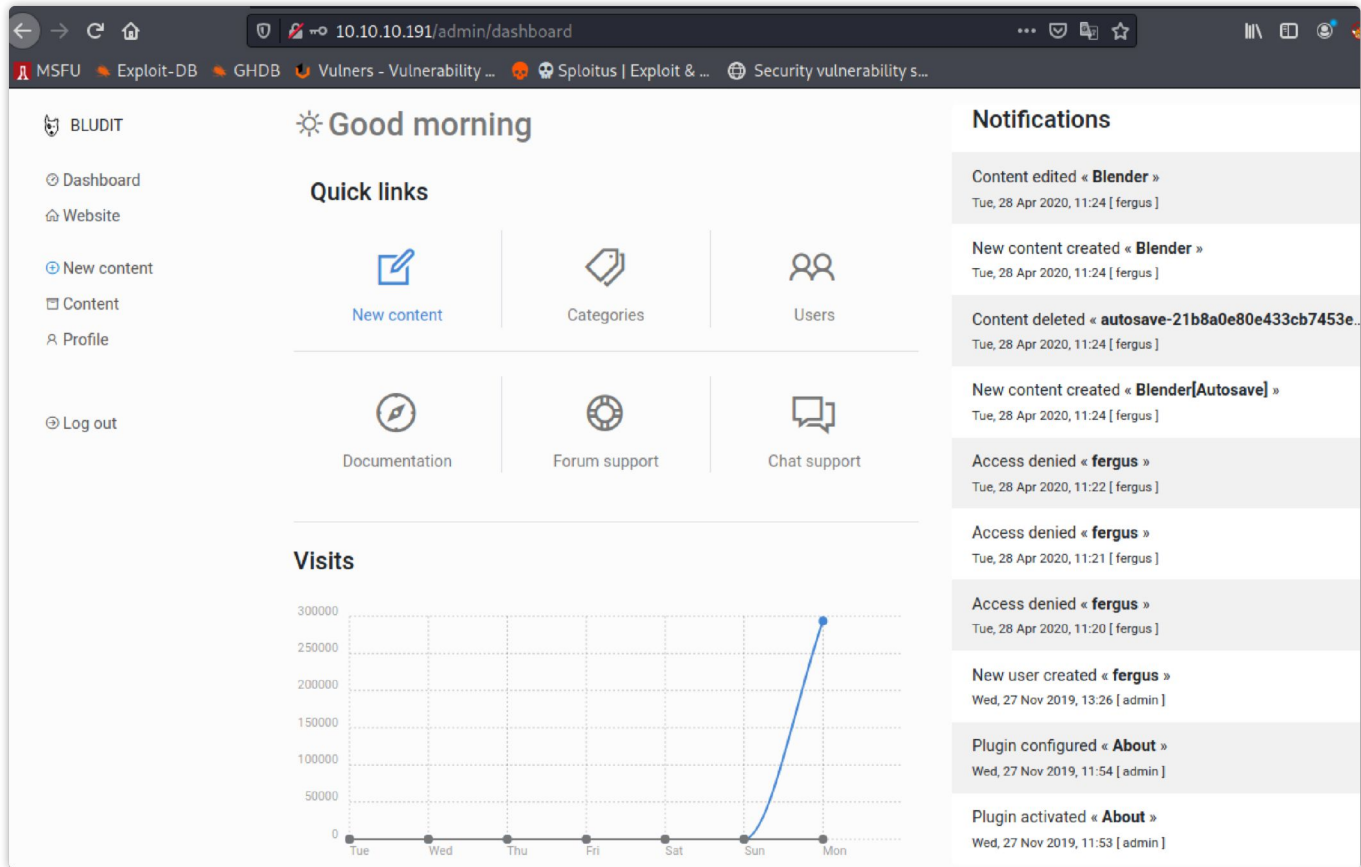 10.10.10.191/admin/dashboard
MSFU Exploit-DB GHDB Vulners - Vulnerability ... Sploitus | Exploit & ... Security vulnerability s...
BLUDIT
Dashboard
Website
New content
Content
Profile
Log out
Good morning
Quick links
New content Categories Users
Documentation Forum support Chat support
Visits
300000
250000
200000
150000
100000
50000
0
Tue Wed Thu Fri Sat Sun Mon
Notifications
Content edited « Blender »
Tue, 28 Apr 2020, 11:24 [ fergus ]
New content created « Blender »
Tue, 28 Apr 2020, 11:24 [ fergus ]
Content deleted « autosave-21b8a0e80e433cb7453e..
Tue, 28 Apr 2020, 11:24 [ fergus ]
New content created « Blender[Autosave] »
Tue, 28 Apr 2020, 11:24 [ fergus ]
Access denied « fergus »
Tue, 28 Apr 2020, 11:22 [ fergus ]
Access denied « fergus »
Tue, 28 Apr 2020, 11:21 [ fergus ]
Access denied « fergus »
Tue, 28 Apr 2020, 11:20 [ fergus ]
New user created « fergus »
Wed, 27 Nov 2019, 13:26 [ admin ]
Plugin configured « About »
Wed, 27 Nov 2019, 11:54 [ admin ]
Plugin activated « About »
Wed, 27 Nov 2019, 11:53 [ admin ]